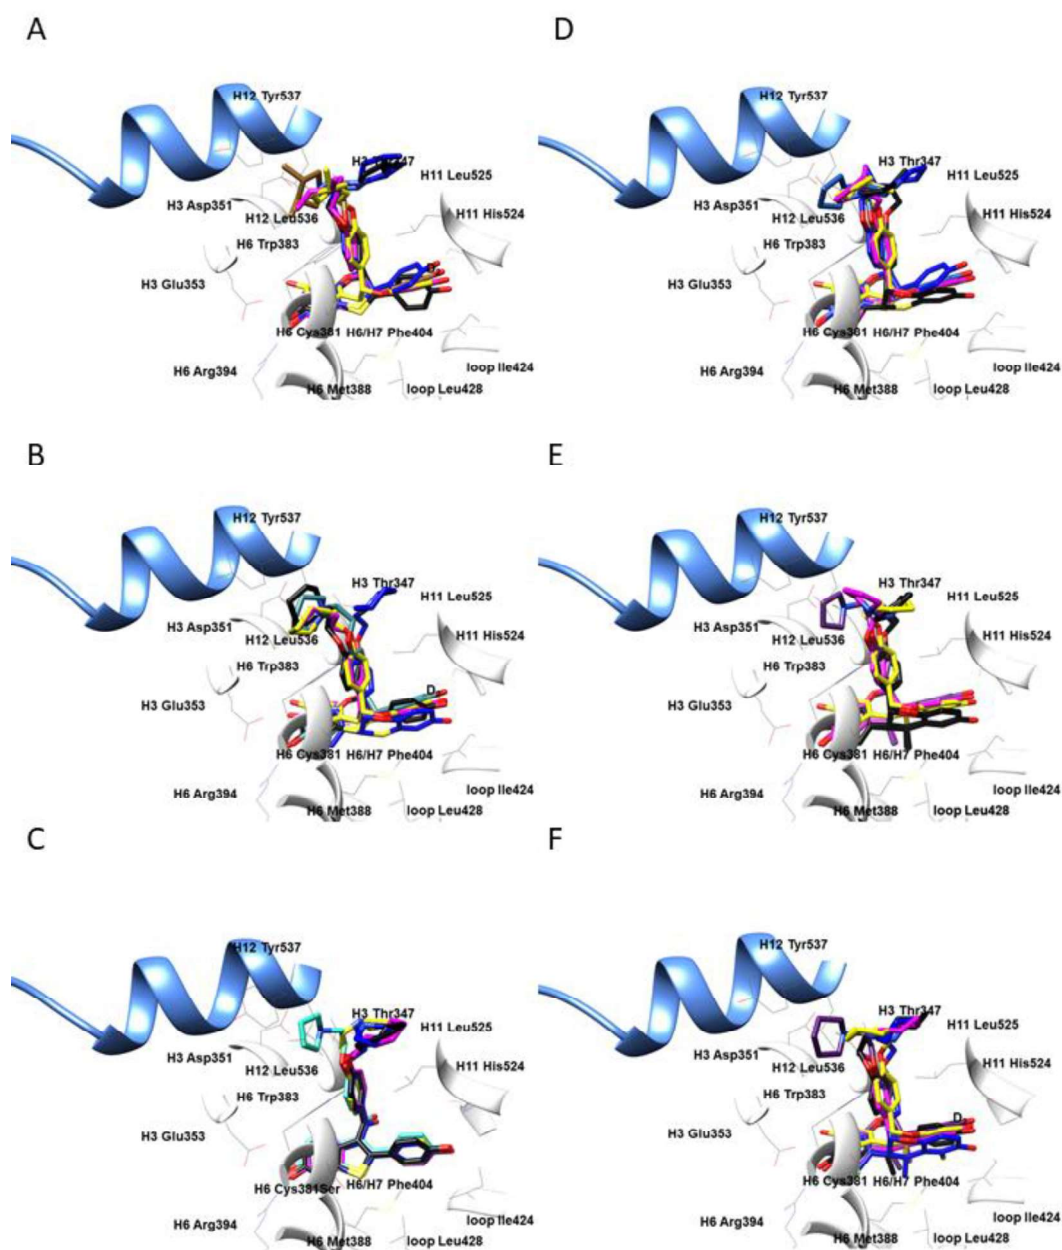 A
H12 Tyr537
H3 Thr347
H11 Leu525
H3 Asp351
H12 Leu536
H11 His524
H6 Trp383
H3 Glu353
H6 Cys381
H6/H7 Phe404
loop Ile424
H6 Arg394
H6 Met388
loop Leu428
D
H12 Tyr537
H3 Thr347
H11 Leu525
H3 Asp351
H12 Leu536
H11 His524
H6 Trp383
H3 Glu353
H6 Cys381
H6/H7 Phe404
loop Ile424
H6 Arg394
H6 Met388
loop Leu428
B
H12 Tyr537
H3 Thr347
H11 Leu525
H3 Asp351
H12 Leu536
H11 His524
H6 Trp383
D
H3 Glu353
H6 Cys381
H6/H7 Phe404
loop Ile424
H6 Arg394
H6 Met388
loop Leu428
E
H12 Tyr537
H3 Thr347
H11 Leu525
H3 Asp351
H12 Leu536
H11 His524
H6 Trp383
H3 Glu353
H6 Cys381
H6/H7 Phe404
loop Ile424
H6 Arg394
H6 Met388
loop Leu428
C
H12 Tyr537
H3 Thr347
H11 Leu525
H3 Asp351
H12 Leu536
H11 His524
H6 Trp383
H3 Glu353
H6 Cys381Ser
H6/H7 Phe404
loop Ile424
H6 Arg394
H6 Met388
loop Leu428
F
H12 Tyr537
H3 Thr347
H11 Leu525
H3 Asp351
H12 Leu536
H11 His524
H6 Trp383
D
H3 Glu353
H6 Cys381
H6/H7 Phe404
loop Ile424
H6 Arg394
H6 Met388
loop Leu428